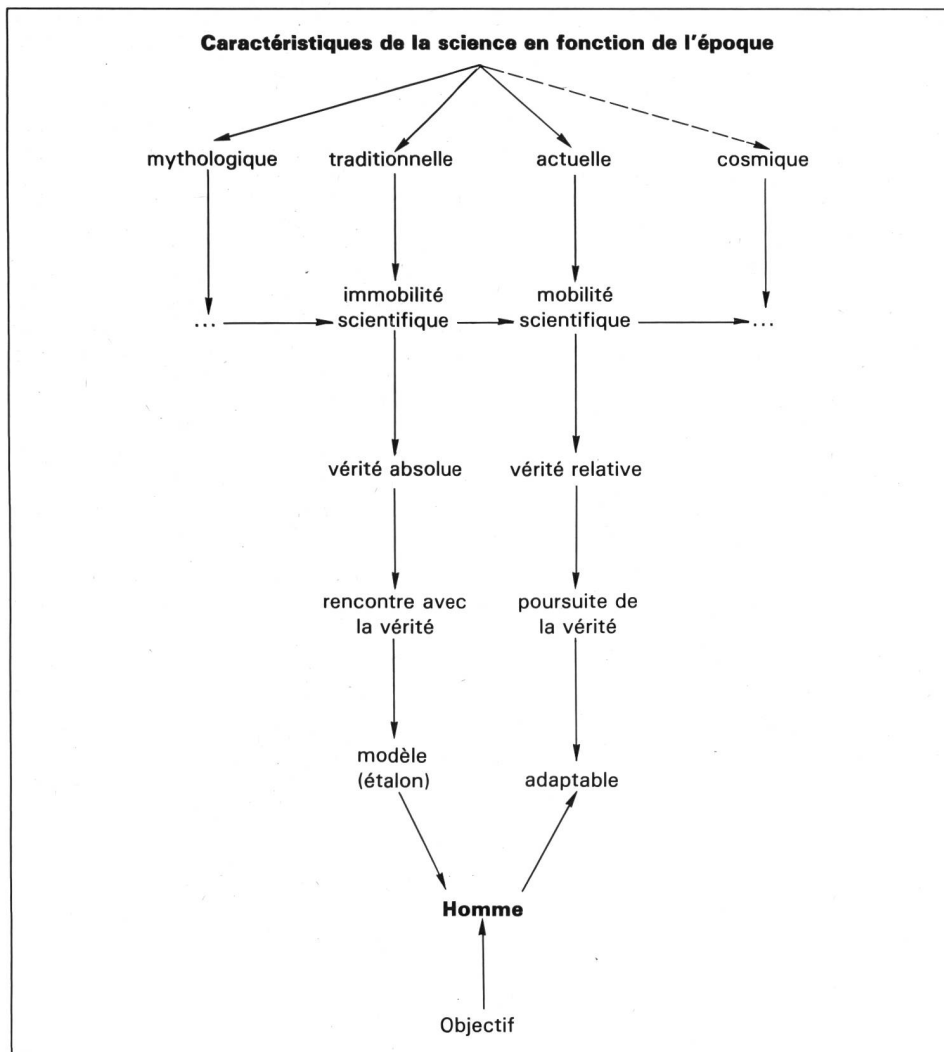 Caractéristiques de la science en fonction de l'époque
mythologique traditionnelle actuelle cosmique
immobilité mobilité
... scientifique scientifique ...
vérité absolue vérité relative
rencontre avec poursuite de
la vérité la vérité
modèle
(étalon) adaptable
Homme
Objectif